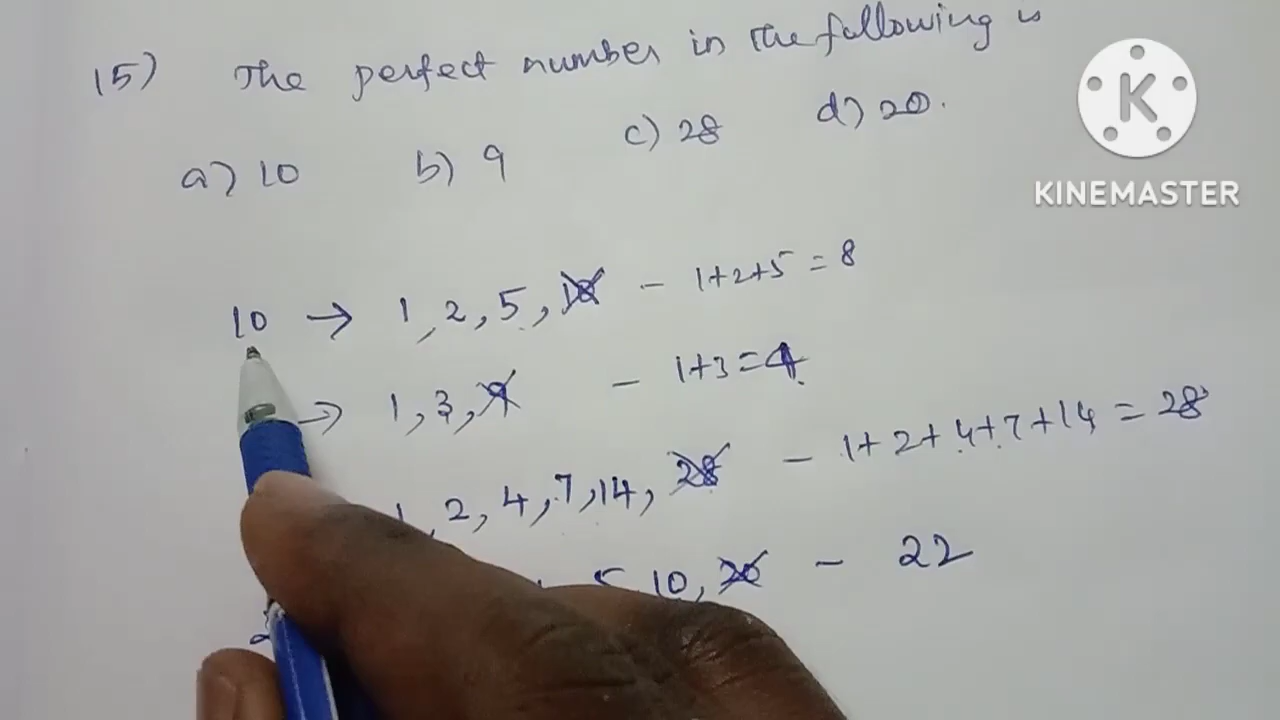 15) The perfect number in the following is
a) 10 b) 9 c) 28 d) 20.
10 → 1, 2, 5, 10 - 1+2+5 = 8
→ 1, 3, 9 - 1+3=4
1, 2, 4, 7, 14, 28 - 1+2+4+7+14 = 28
5, 10, 20 - 22
K
KINEMASTER